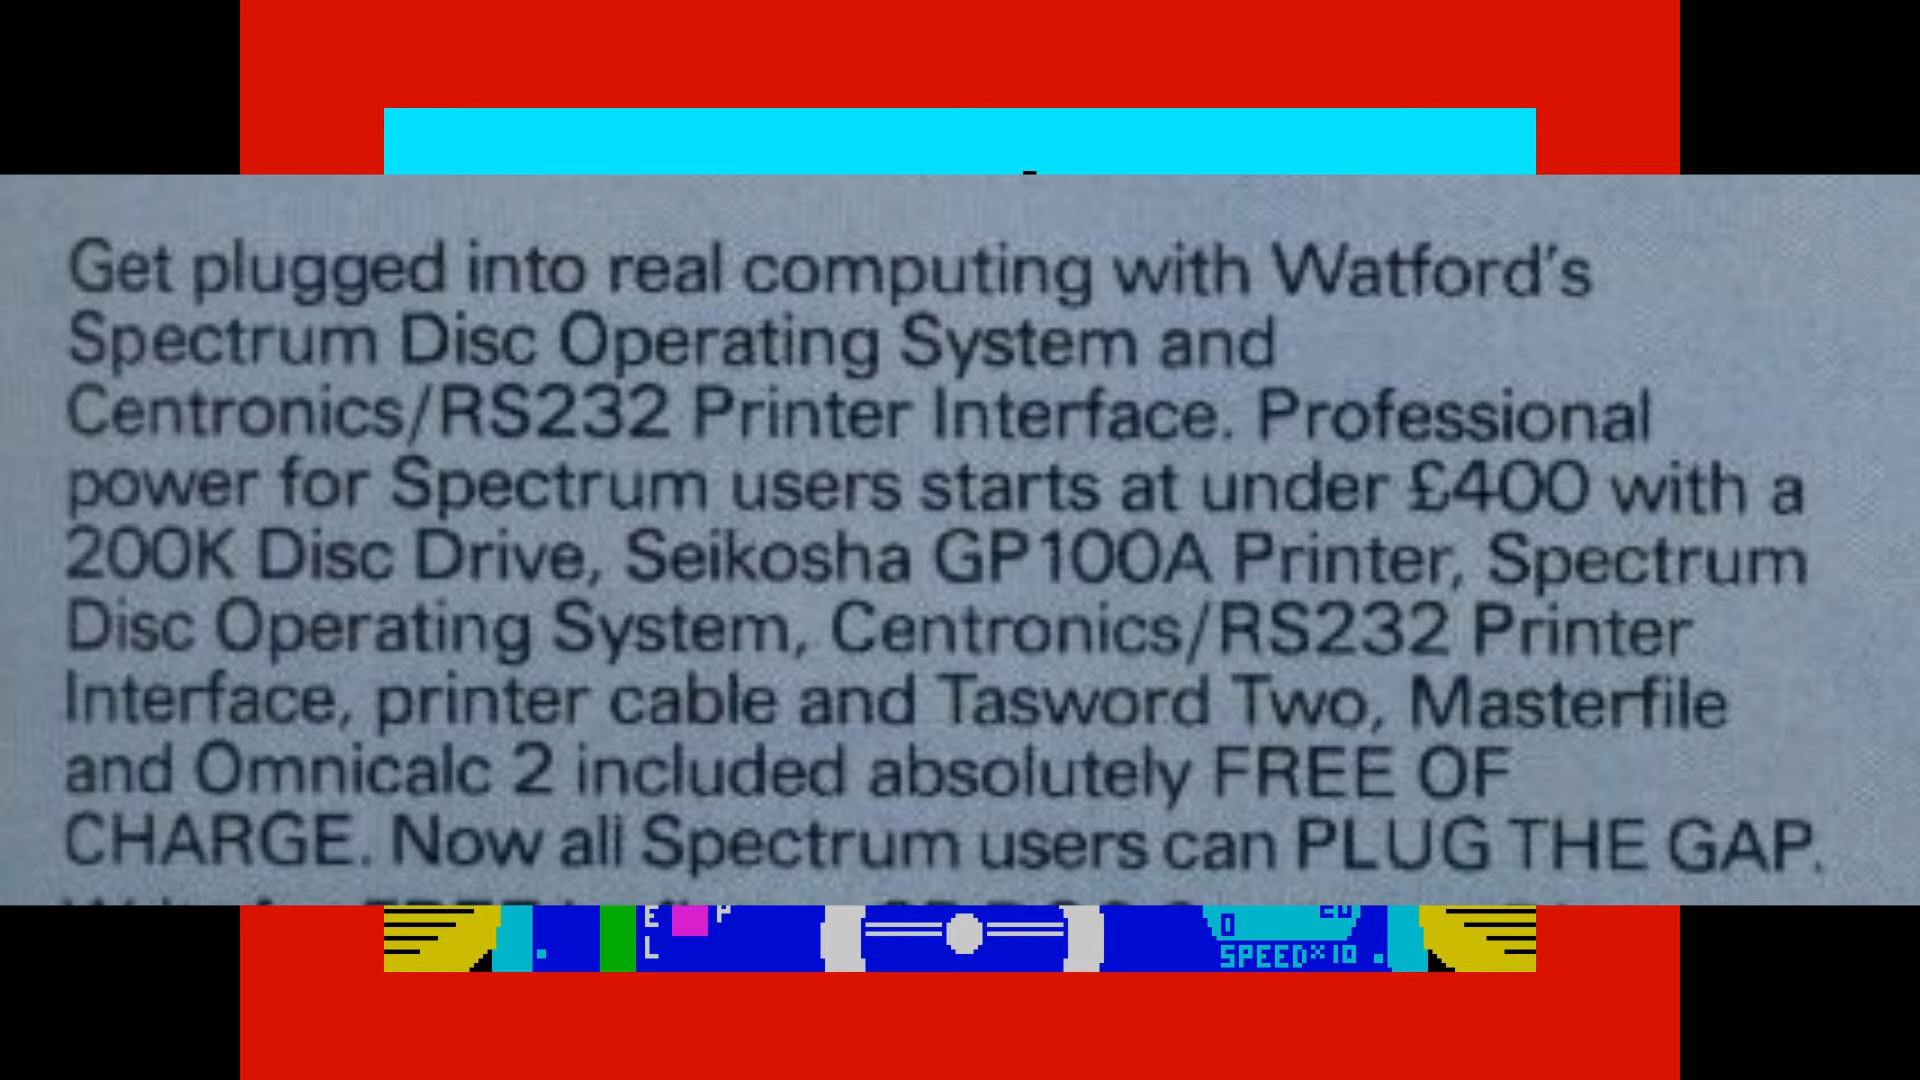 Get plugged into real computing with Watford's
Spectrum Disc Operating System and
Centronics/RS232 Printer Interface. Professional
power for Spectrum users starts at under £400 with a
200K Disc Drive, Seikosha GP100A Printer, Spectrum
Disc Operating System, Centronics/RS232 Printer
Interface, printer cable and Tasword Two, Masterfile
and Omnicalc 2 included absolutely FREE OF
CHARGE. Now all Spectrum users can PLUG THE GAP.
E P
L
0 20
SPEED×10